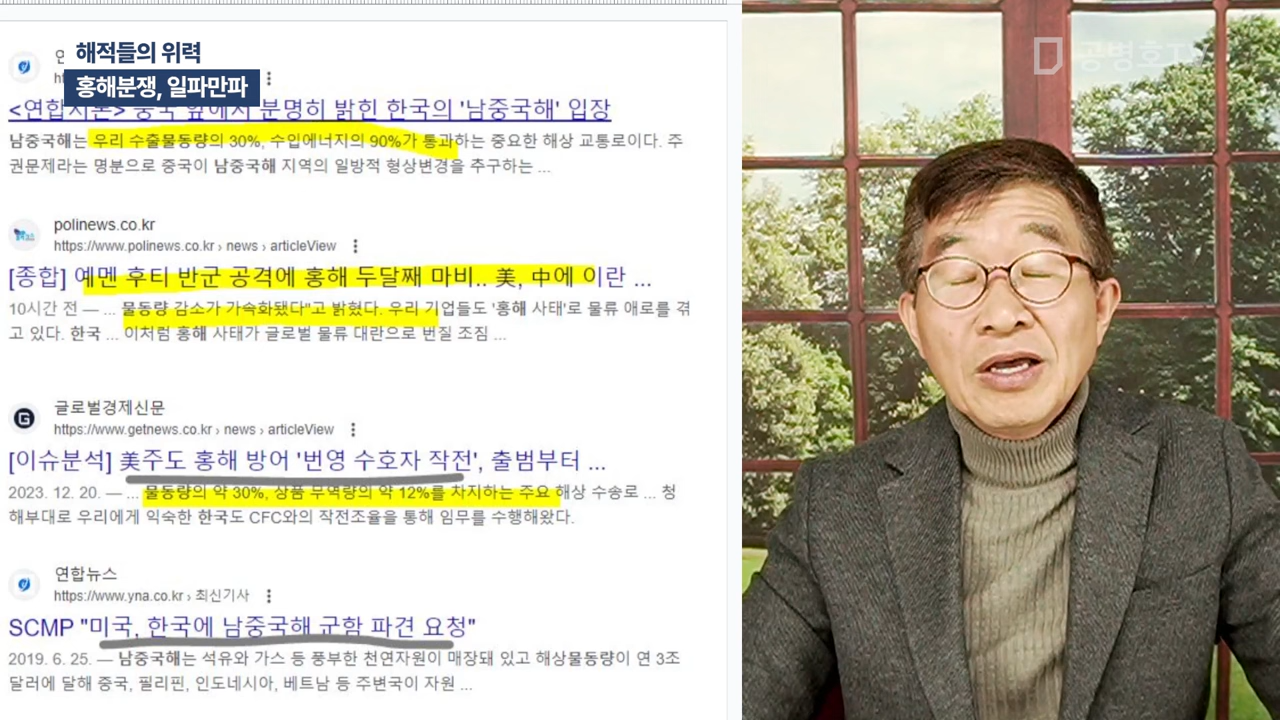 해적들의 위력
홍해분쟁, 일파만파
공병호TV
<연합시론> 중국 앞에서 분명히 밝힌 한국의 '남중국해' 입장
남중국해는 우리 수출물동량의 30%, 수입에너지의 90%가 통과하는 중요한 해상 교통로이다. 주
권문제라는 명분으로 중국이 남중국해 지역의 일방적 형상변경을 추구하는 ...
polinews.co.kr
https://www.polinews.co.kr › news › articleView
[종합] 예멘 후티 반군 공격에 홍해 두달째 마비.. 美, 中에 이란 ...
10시간 전 — ... 물동량 감소가 가속화됐다"고 밝혔다. 우리 기업들도 '홍해 사태'로 물류 애로를 겪
고 있다. 한국 ... 이처럼 홍해 사태가 글로벌 물류 대란으로 번질 조짐 ...
글로벌경제신문
https://www.getnews.co.kr › news › articleView
[이슈분석] 美주도 홍해 방어 '번영 수호자 작전', 출범부터 ...
2023. 12. 20. — ... 물동량의 약 30%, 상품 무역량의 약 12%를 차지하는 주요 해상 수송로 ... 청
해부대로 우리에게 익숙한 한국도 CFC와의 작전조율을 통해 임무를 수행해왔다.
연합뉴스
https://www.yna.co.kr › 최신기사
SCMP "미국, 한국에 남중국해 군함 파견 요청"
2019. 6. 25. — 남중국해는 석유와 가스 등 풍부한 천연자원이 매장돼 있고 해상물동량이 연 3조
달러에 달해 중국, 필리핀, 인도네시아, 베트남 등 주변국이 자원 ...